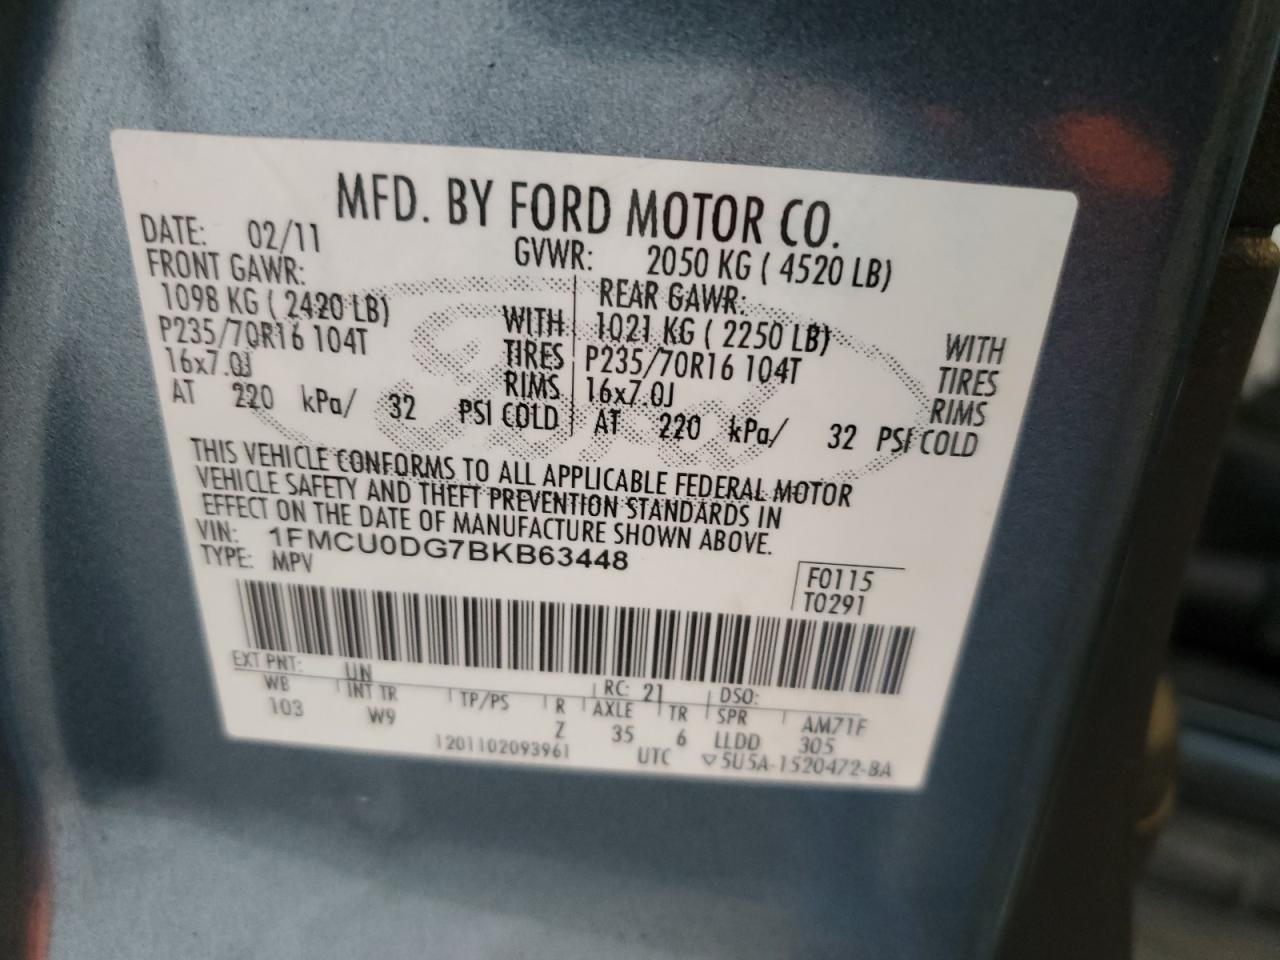 MFD. BY FORD MOTOR CO.
DATE: 02/11 GVWR: 2050 KG ( 4520 LB)
FRONT GAWR: REAR GAWR:
1098 KG ( 2420 LB) WITH 1021 KG ( 2250 LB) WITH
P235/70R16 104T TIRES P235/70R16 104T TIRES
16x7.0J RIMS 16x7.0J RIMS
AT 220 kPa/ 32 PSI COLD AT 220 kPa/ 32 PSI COLD
THIS VEHICLE CONFORMS TO ALL APPLICABLE FEDERAL MOTOR
VEHICLE SAFETY AND THEFT PREVENTION STANDARDS IN
EFFECT ON THE DATE OF MANUFACTURE SHOWN ABOVE.
VIN: 1FMCU0DG7BKB63448
TYPE: MPV
F0115
T0291
EXT PNT: UN RC: 21 DSO:
WB INT TR TP/PS R AXLE TR SPR AM71F
103 W9 Z 35 6 LLDD 305
1201102093961 UTC ▽5U5A-1520472-BA